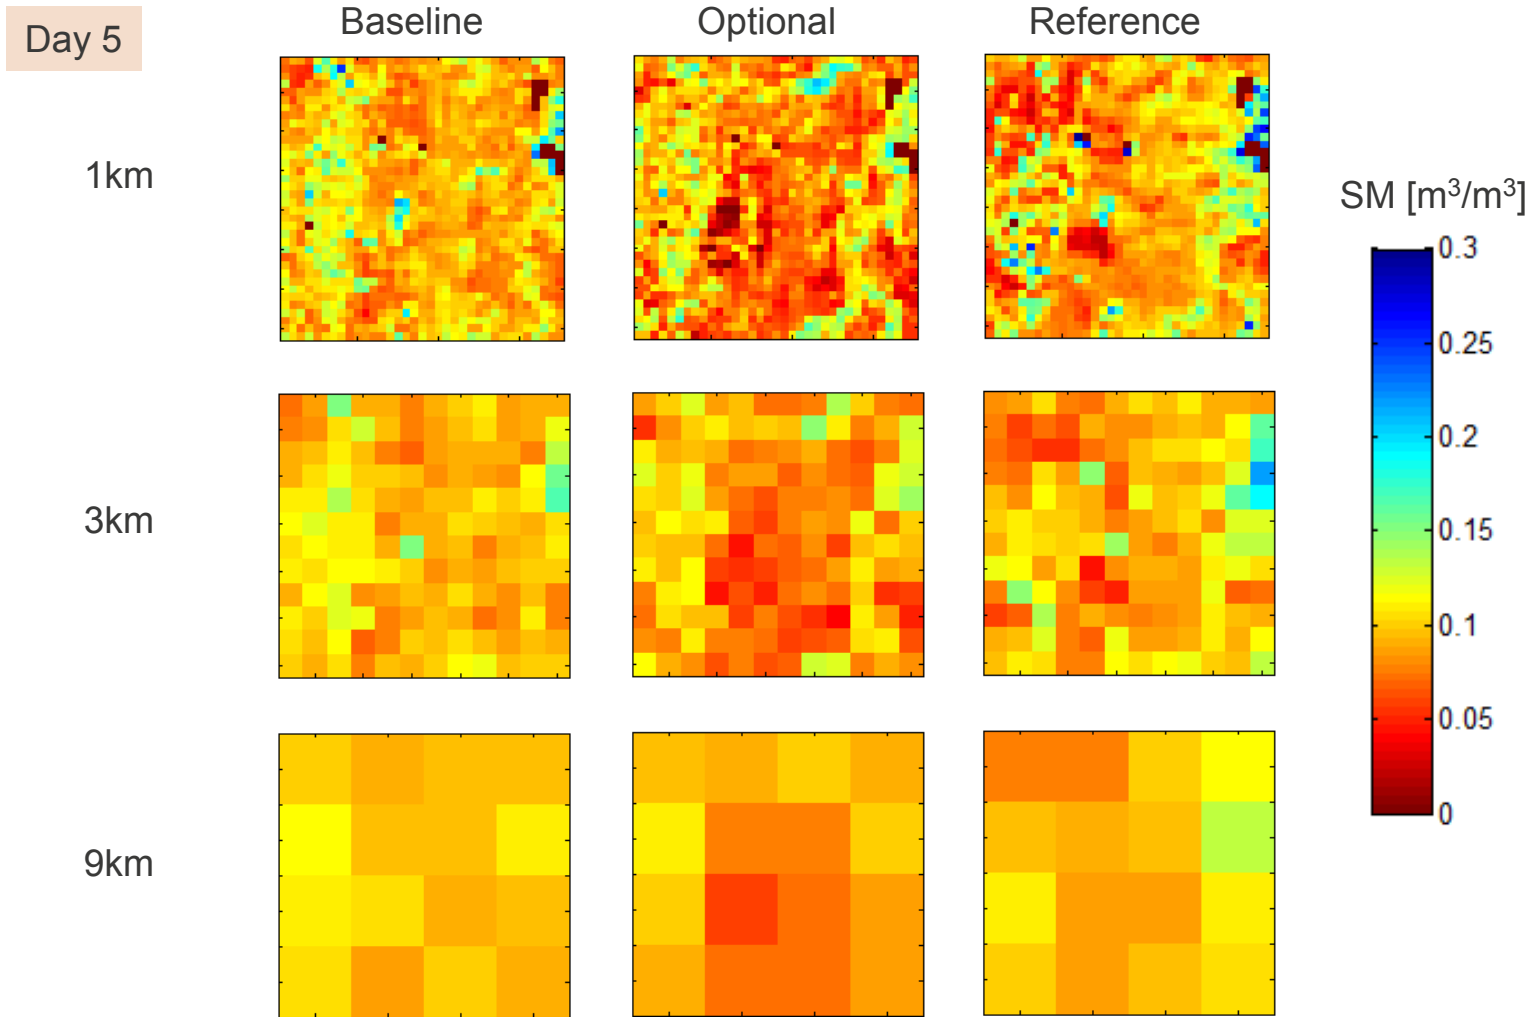 Day 5
Baseline
Optional
Reference
1km
3km
9km
SM [m³/m³]
0.3
0.25
0.2
0.15
0.1
0.05
0